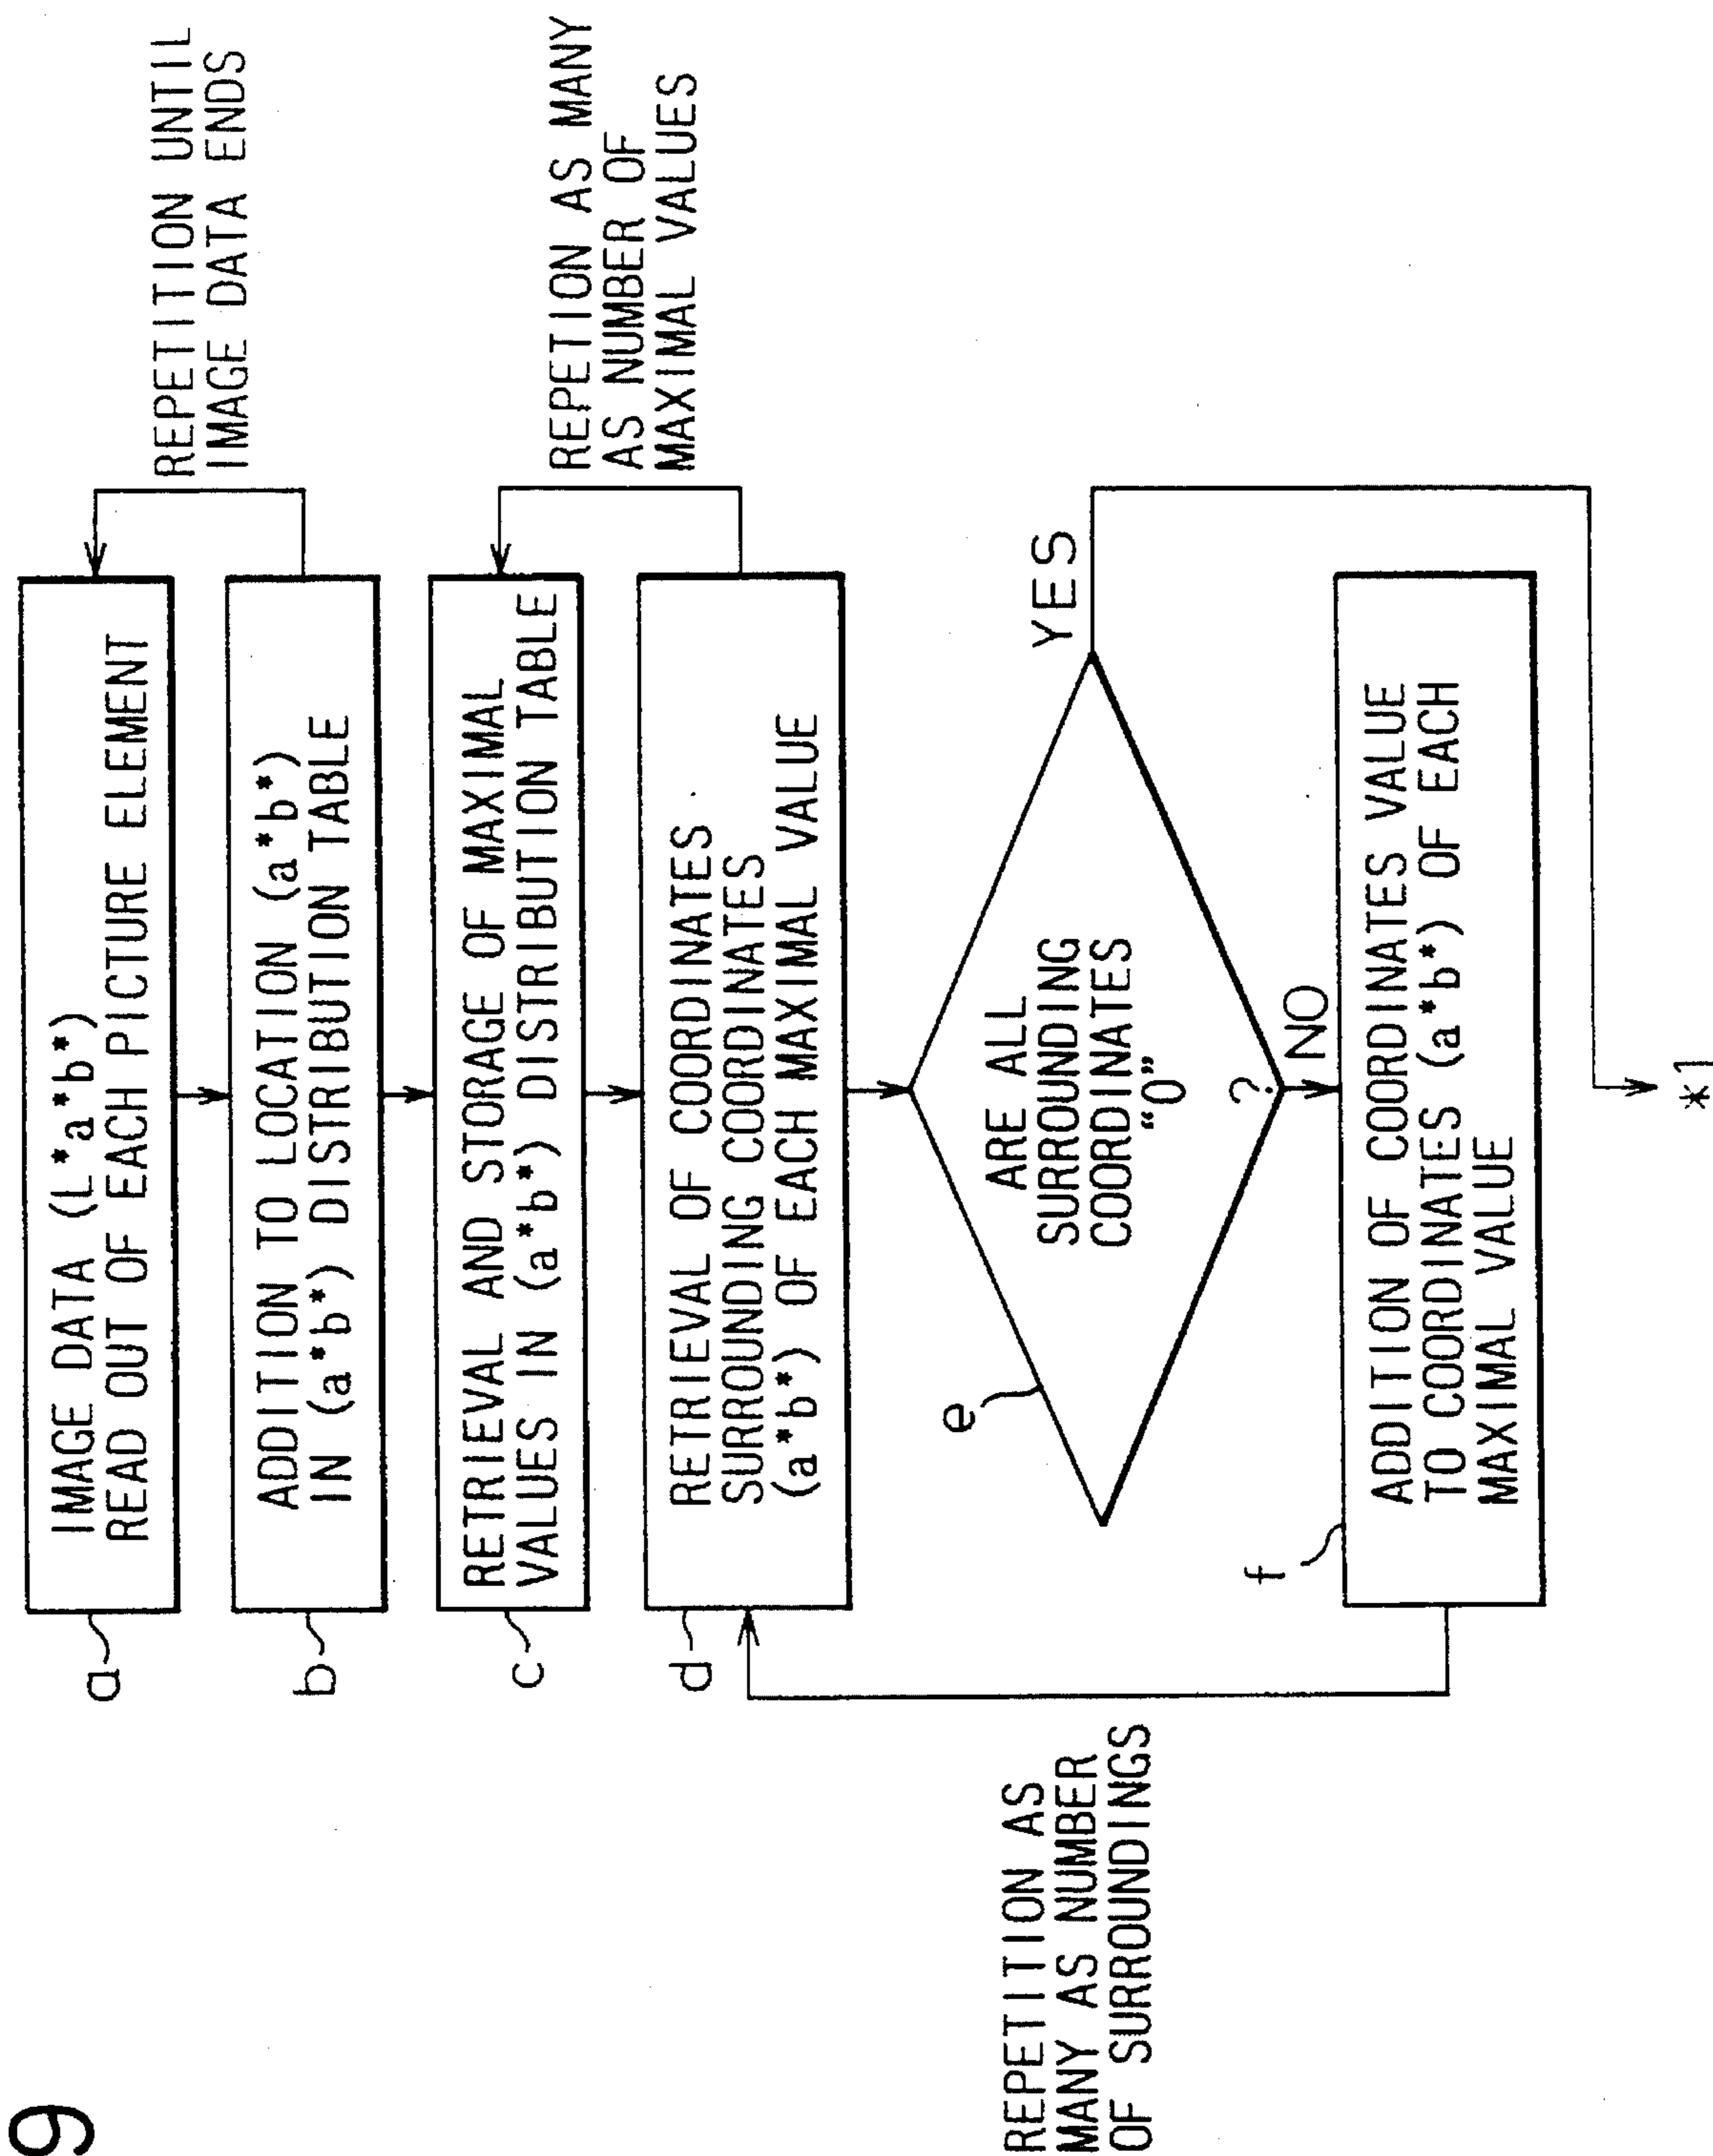 9
a
IMAGE DATA (L*a*b*)
READ OUT OF EACH PICTURE ELEMENT
REPETITION UNTIL
IMAGE DATA ENDS
b
ADDITION TO LOCATION (a*b*)
IN (a*b*) DISTRIBUTION TABLE
c
RETRIEVAL AND STORAGE OF MAXIMAL
VALUES IN (a*b*) DISTRIBUTION TABLE
REPETION AS MANY
AS NUMBER OF
MAXIMAL VALUES
d
RETRIEVAL OF COORDINATES
SURROUNDING COORDINATES
(a*b*) OF EACH MAXIMAL VALUE
e
ARE ALL
SURROUNDING
COORDINATES
“0”
?
YES
NO
REPETITION AS
MANY AS NUMBER
OF SURROUNDINGS
f
ADDITION OF COORDINATES VALUE
TO COORDINATES (a*b*) OF EACH
MAXIMAL VALUE
*1